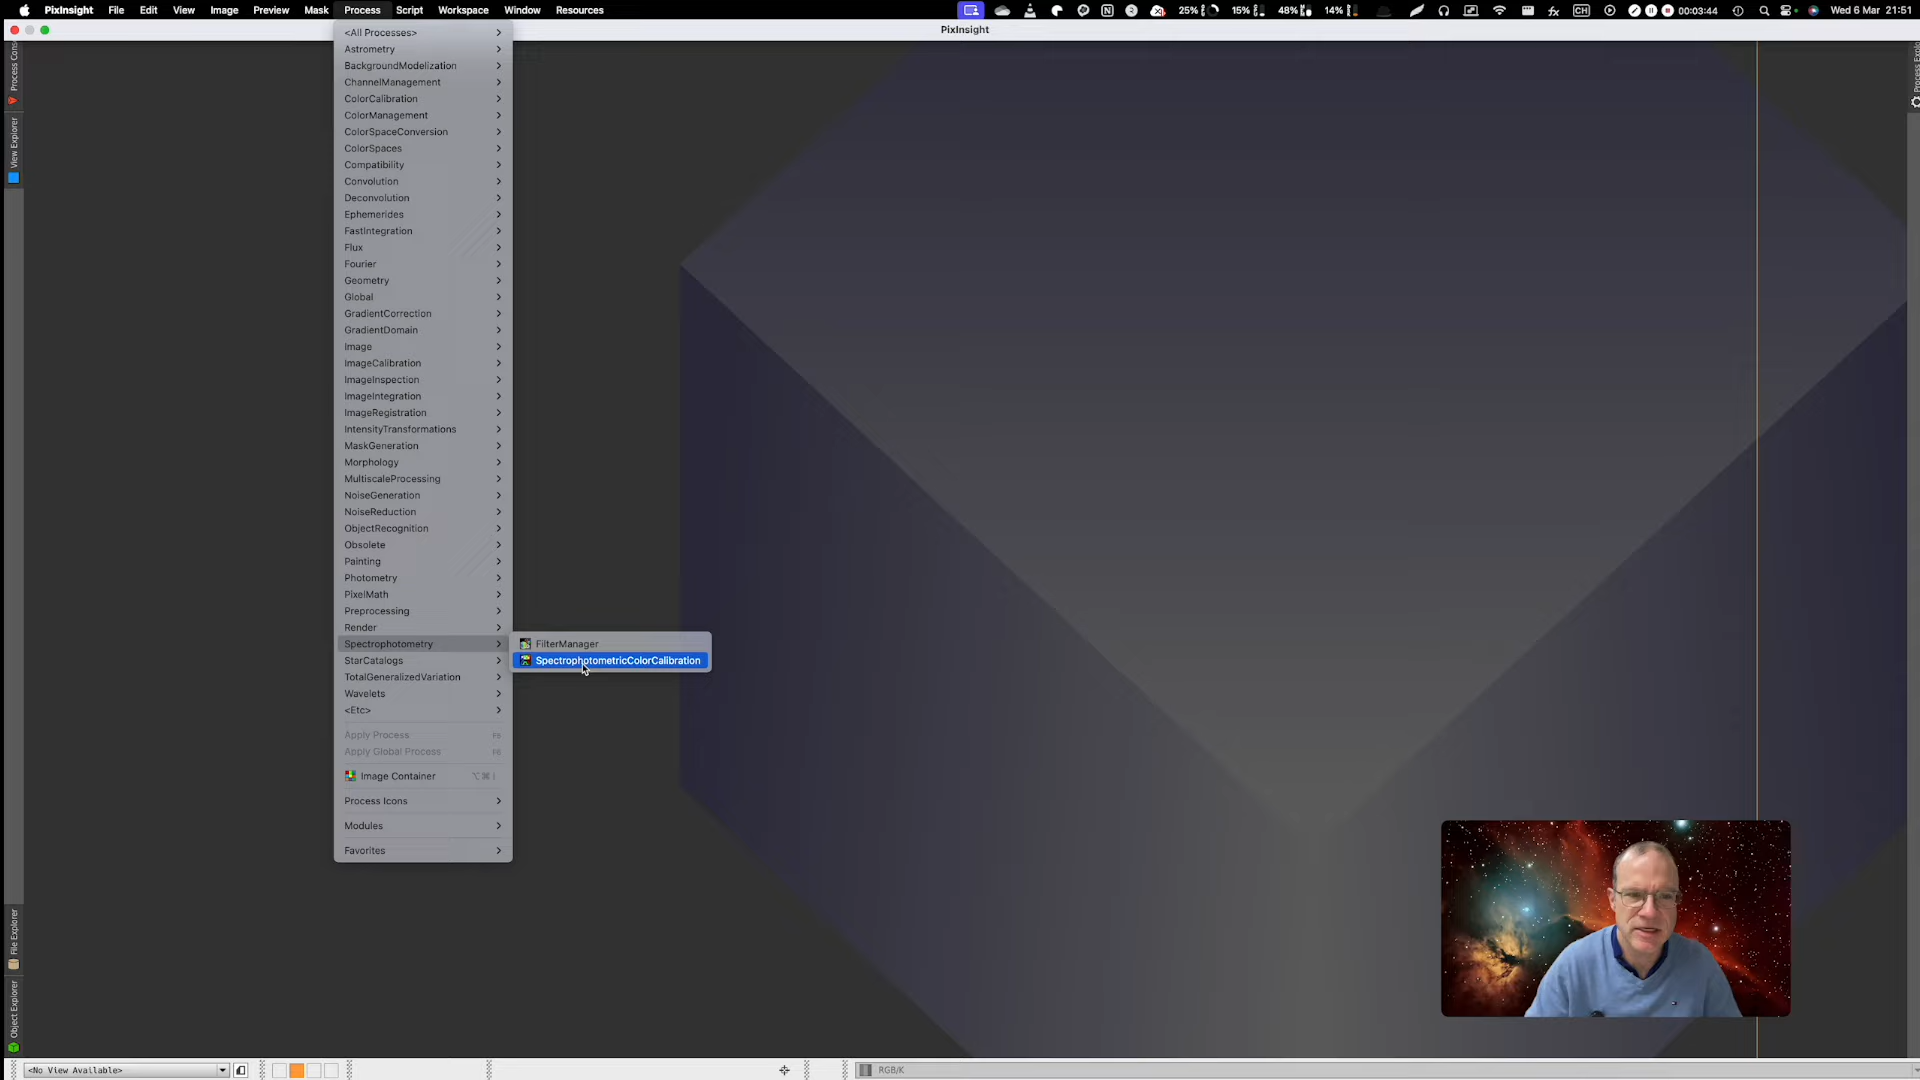 PixInsight File Edit View Image Preview Mask Process Script Workspace Window Resources 25% 15% 48% 14% CH 00:03:44 Wed 6 Mar 21:51
PixInsight
<All Processes>
Astrometry
BackgroundModelization
ChannelManagement
ColorCalibration
ColorManagement
ColorSpaceConversion
ColorSpaces
Compatibility
Convolution
Deconvolution
Ephemerides
FastIntegration
Flux
Fourier
Geometry
Global
GradientCorrection
GradientDomain
Image
ImageCalibration
ImageInspection
ImageIntegration
ImageRegistration
IntensityTransformations
MaskGeneration
Morphology
MultiscaleProcessing
NoiseGeneration
NoiseReduction
ObjectRecognition
Obsolete
Painting
Photometry
PixelMath
Preprocessing
Render
Spectrophotometry
StarCatalogs
TotalGeneralizedVariation
Wavelets
<Etc>
Apply Process F5
Apply Global Process F6
Image Container ⌥⌘I
Process Icons
Modules
Favorites
FilterManager
SpectrophotometricColorCalibration
View Explorer
File Explorer
Object Explorer
<No View Available>
RGB/K